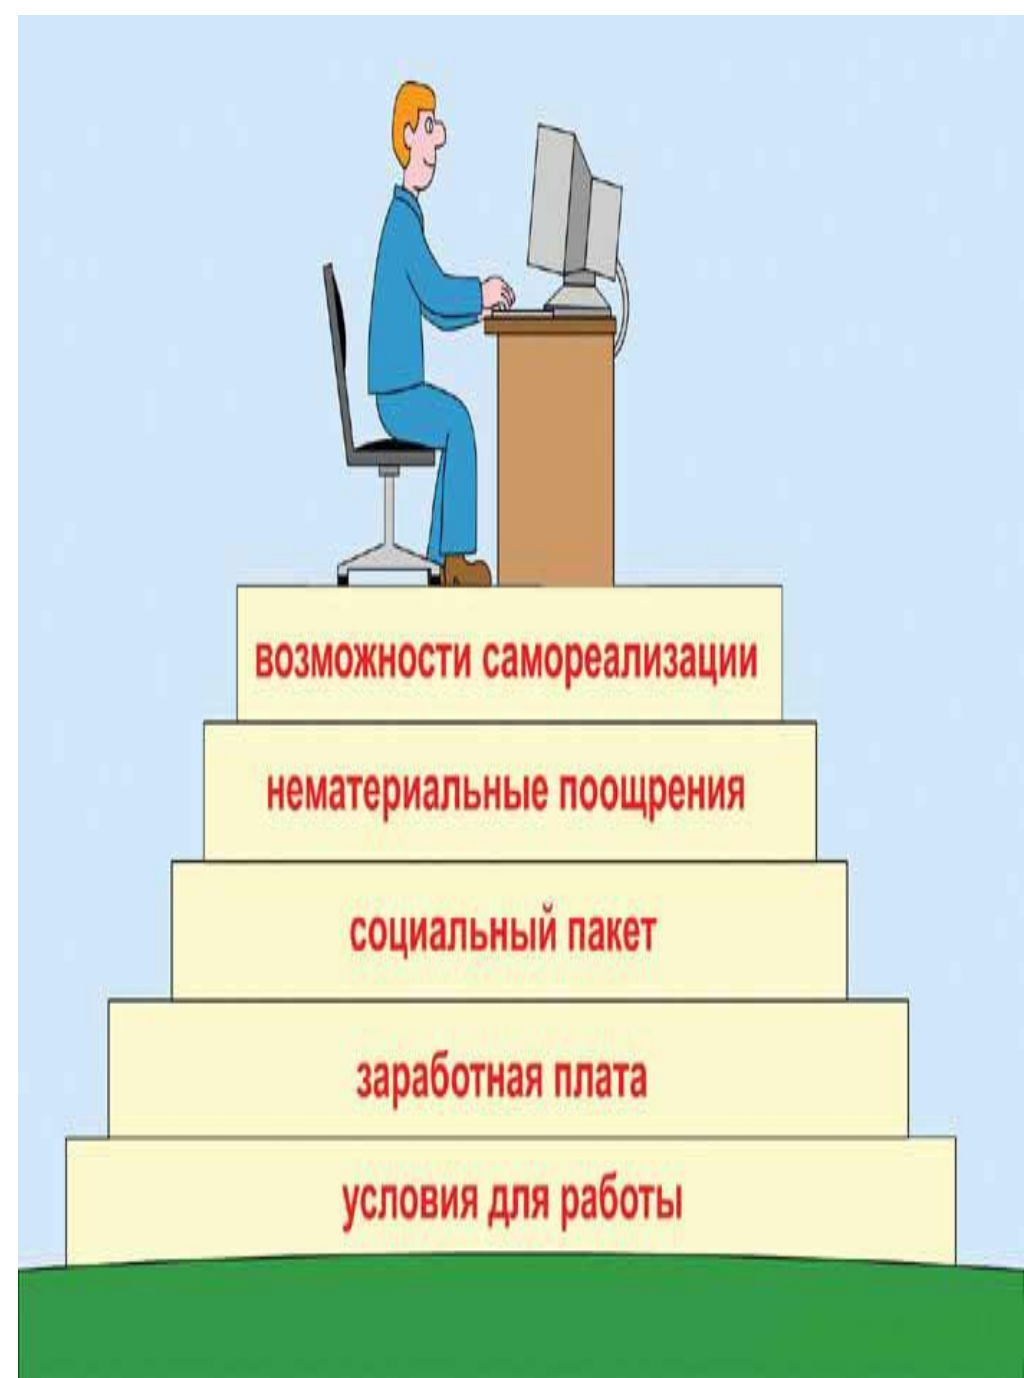 возможности самореализации
нематериальные поощрения
социальный пакет
заработная плата
условия для работы